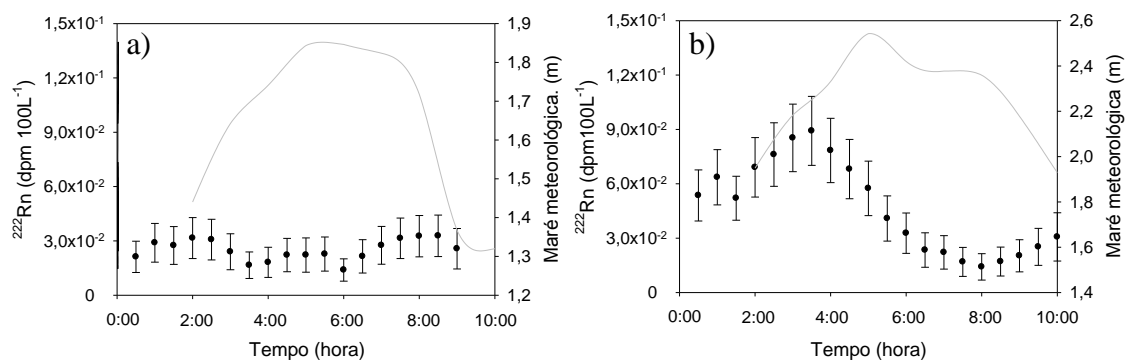 a)
1,5x10⁻¹
1,2x10⁻¹
9,0x10⁻²
6,0x10⁻²
3,0x10⁻²
0
²²²Rn (dpm 100L⁻¹)
1,9
1,8
1,7
1,6
1,5
1,4
1,3
1,2
Maré meteorológica. (m)
0:00 2:00 4:00 6:00 8:00 10:00
Tempo (hora)
b)
1,5x10⁻¹
1,2x10⁻¹
9,0x10⁻²
6,0x10⁻²
3,0x10⁻²
0
²²²Rn (dpm100L⁻¹)
2,6
2,4
2,2
2,0
1,8
1,6
1,4
Maré meteorológica (m)
0:00 2:00 4:00 6:00 8:00 10:00
Tempo (hora)